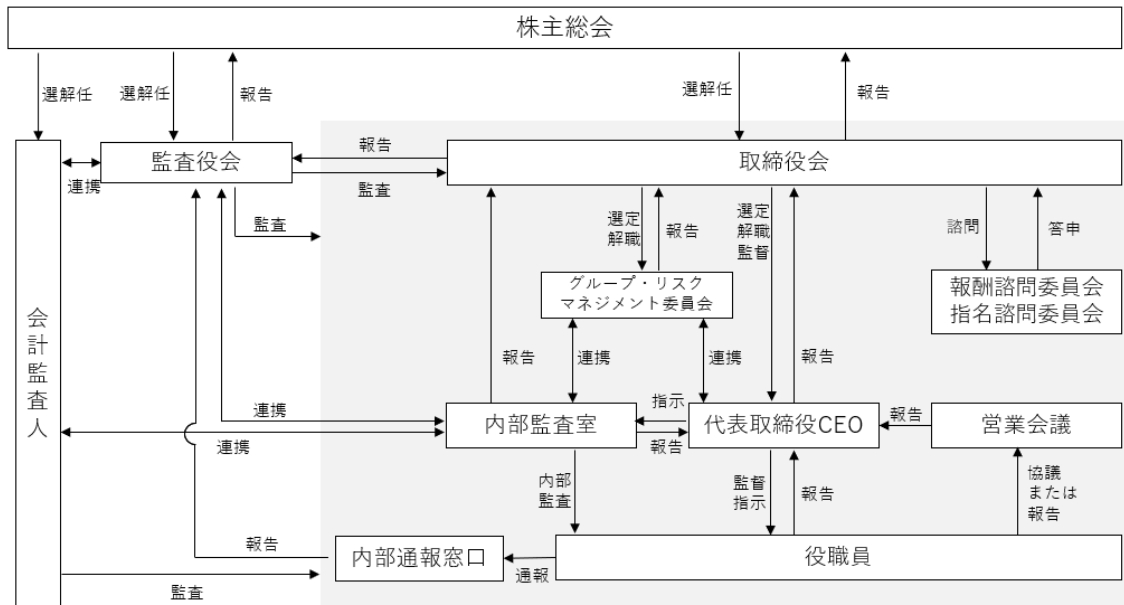 株主総会
選解任
選解任
報告
選解任
報告
監査役会
報告
取締役会
連携
監査
監査
選定
解職
報告
選定
解職
監督
諮問
答申
グループ・リスク
マネジメント委員会
報酬諮問委員会
指名諮問委員会
会計監査人
報告
連携
連携
報告
連携
指示
報告
内部監査室
代表取締役CEO
営業会議
連携
報告
内部
監査
監督
指示
報告
協議
または
報告
報告
内部通報窓口
通報
役職員
監査